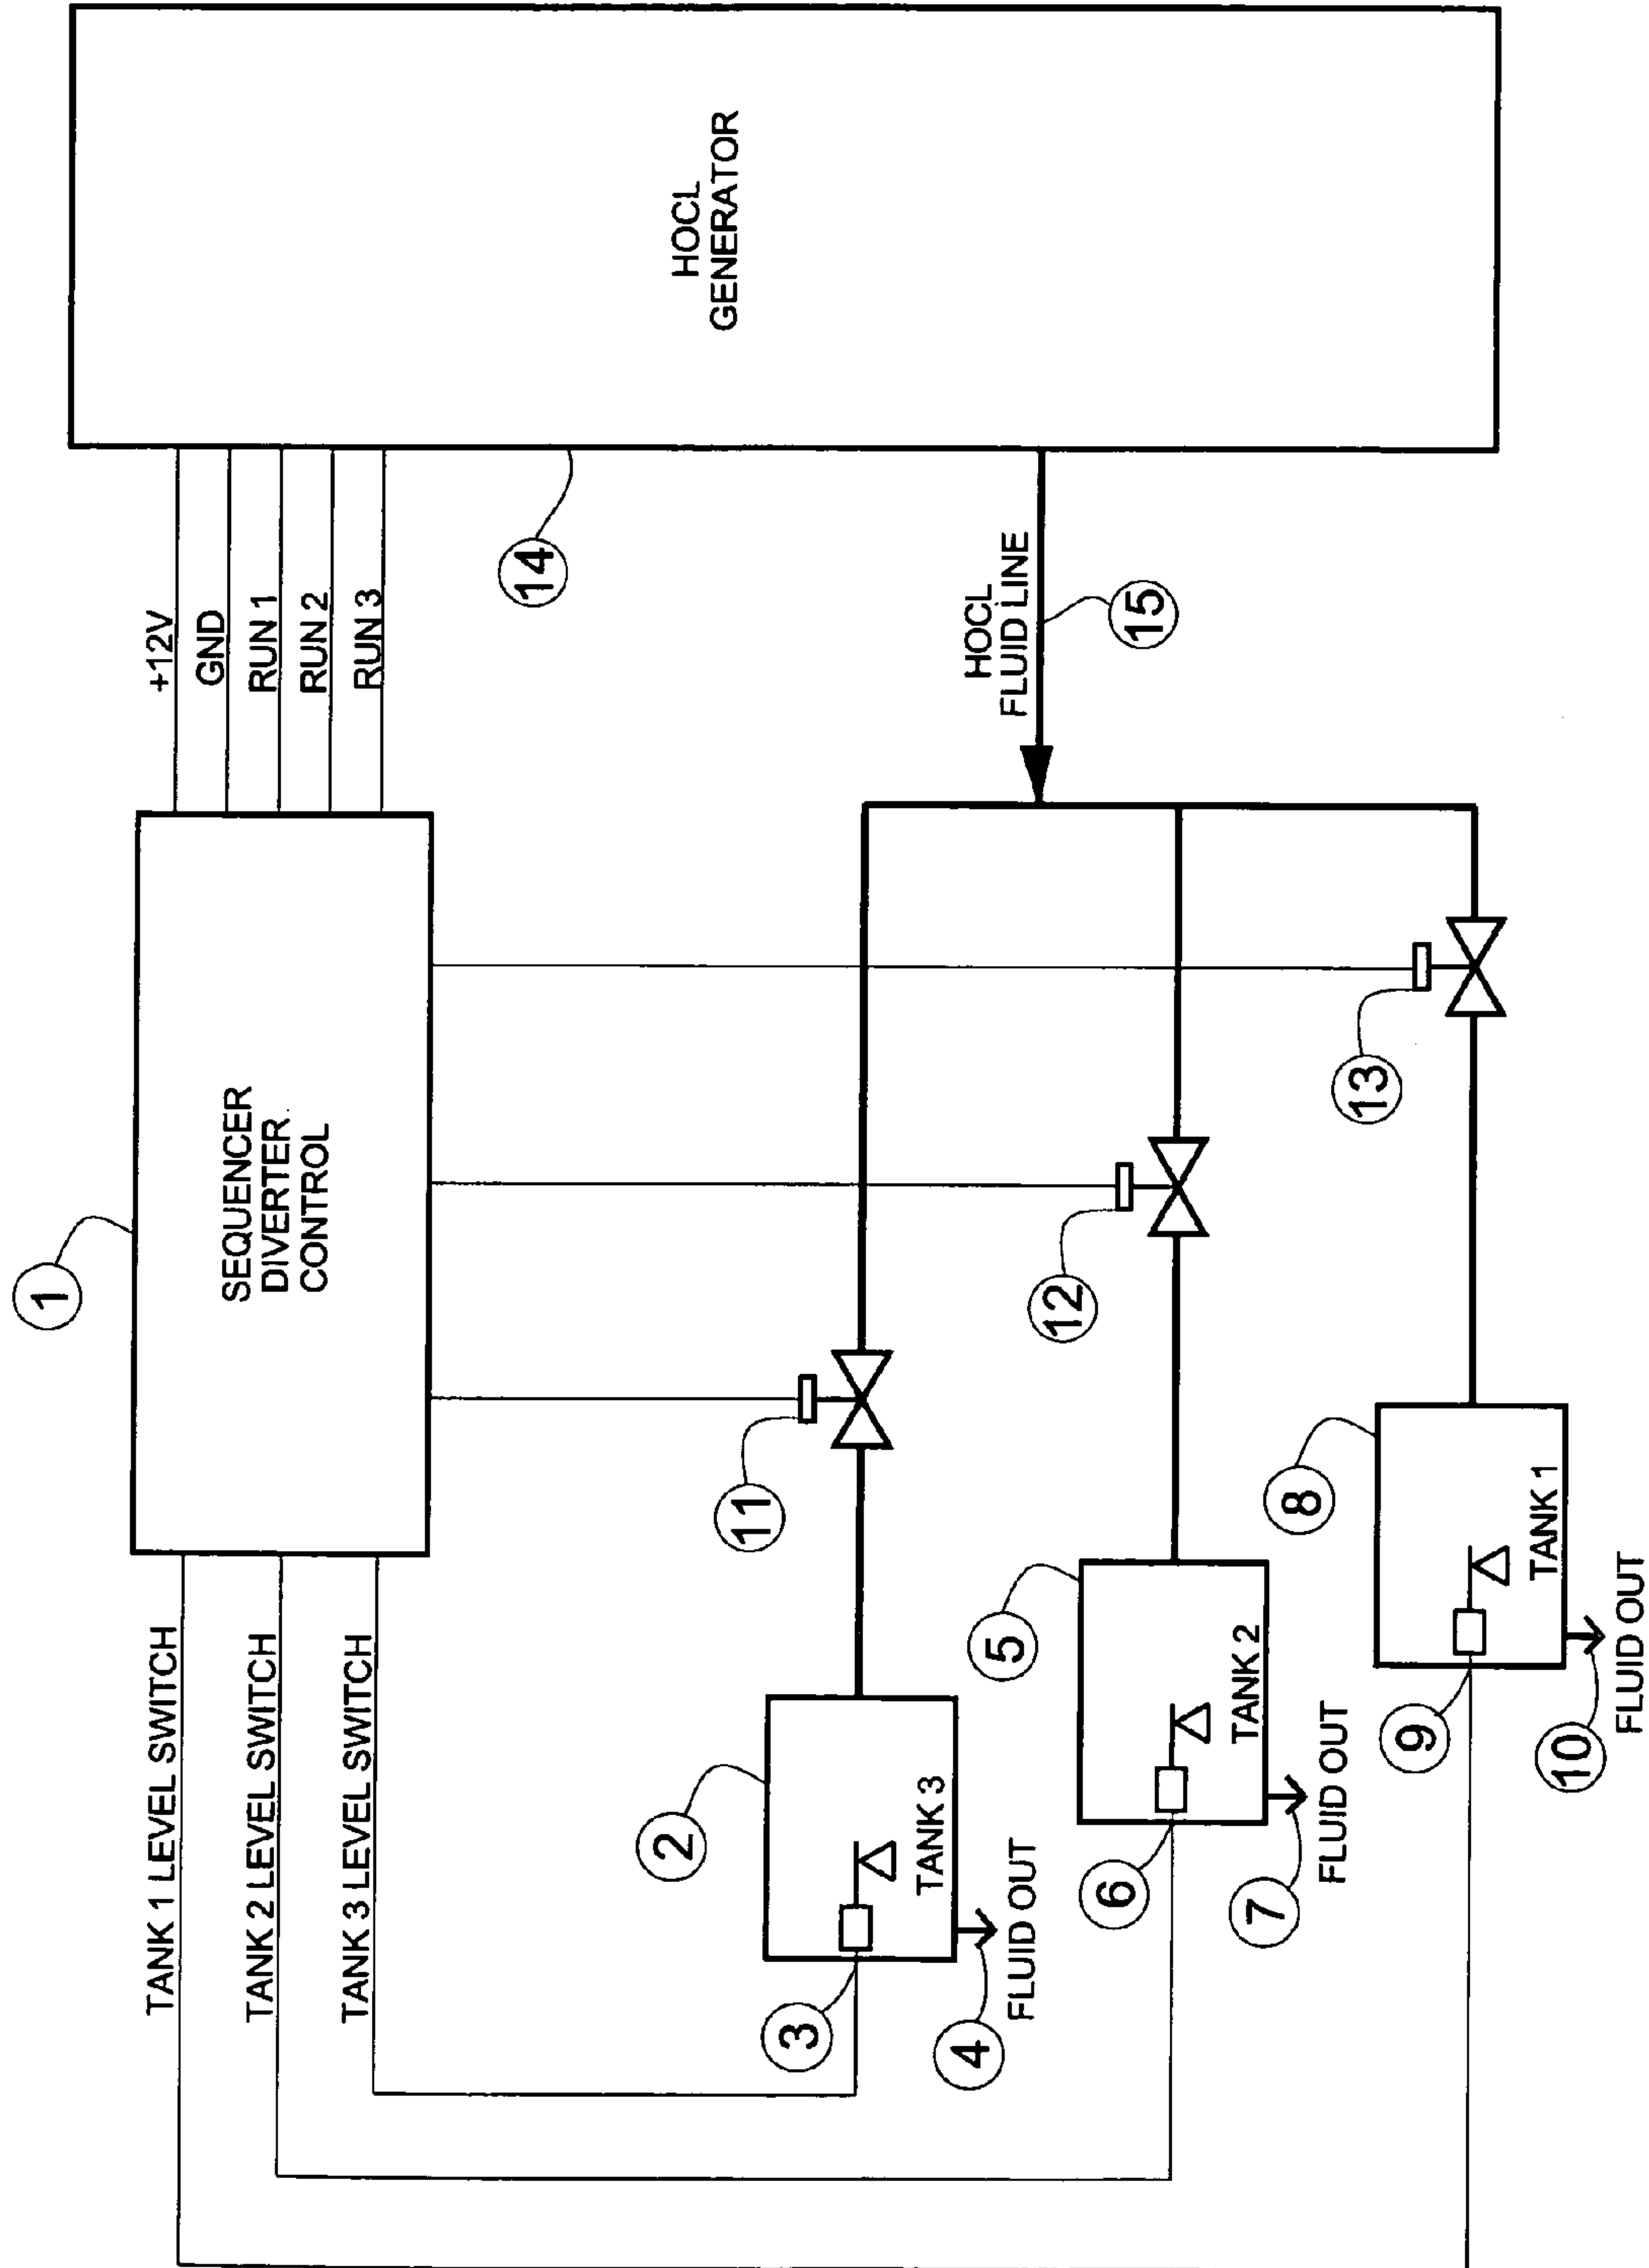 HOCL
GENERATOR
+12V
GND
RUN 1
RUN 2
RUN 3
14
HOCL
FLUID LINE
15
1
SEQUENCER
DIVERTER
CONTROL
11
12
13
TANK 1 LEVEL SWITCH
TANK 2 LEVEL SWITCH
TANK 3 LEVEL SWITCH
2
TANK 3
3
4
FLUID OUT
5
TANK 2
6
7
FLUID OUT
8
TANK 1
9
10
FLUID OUT